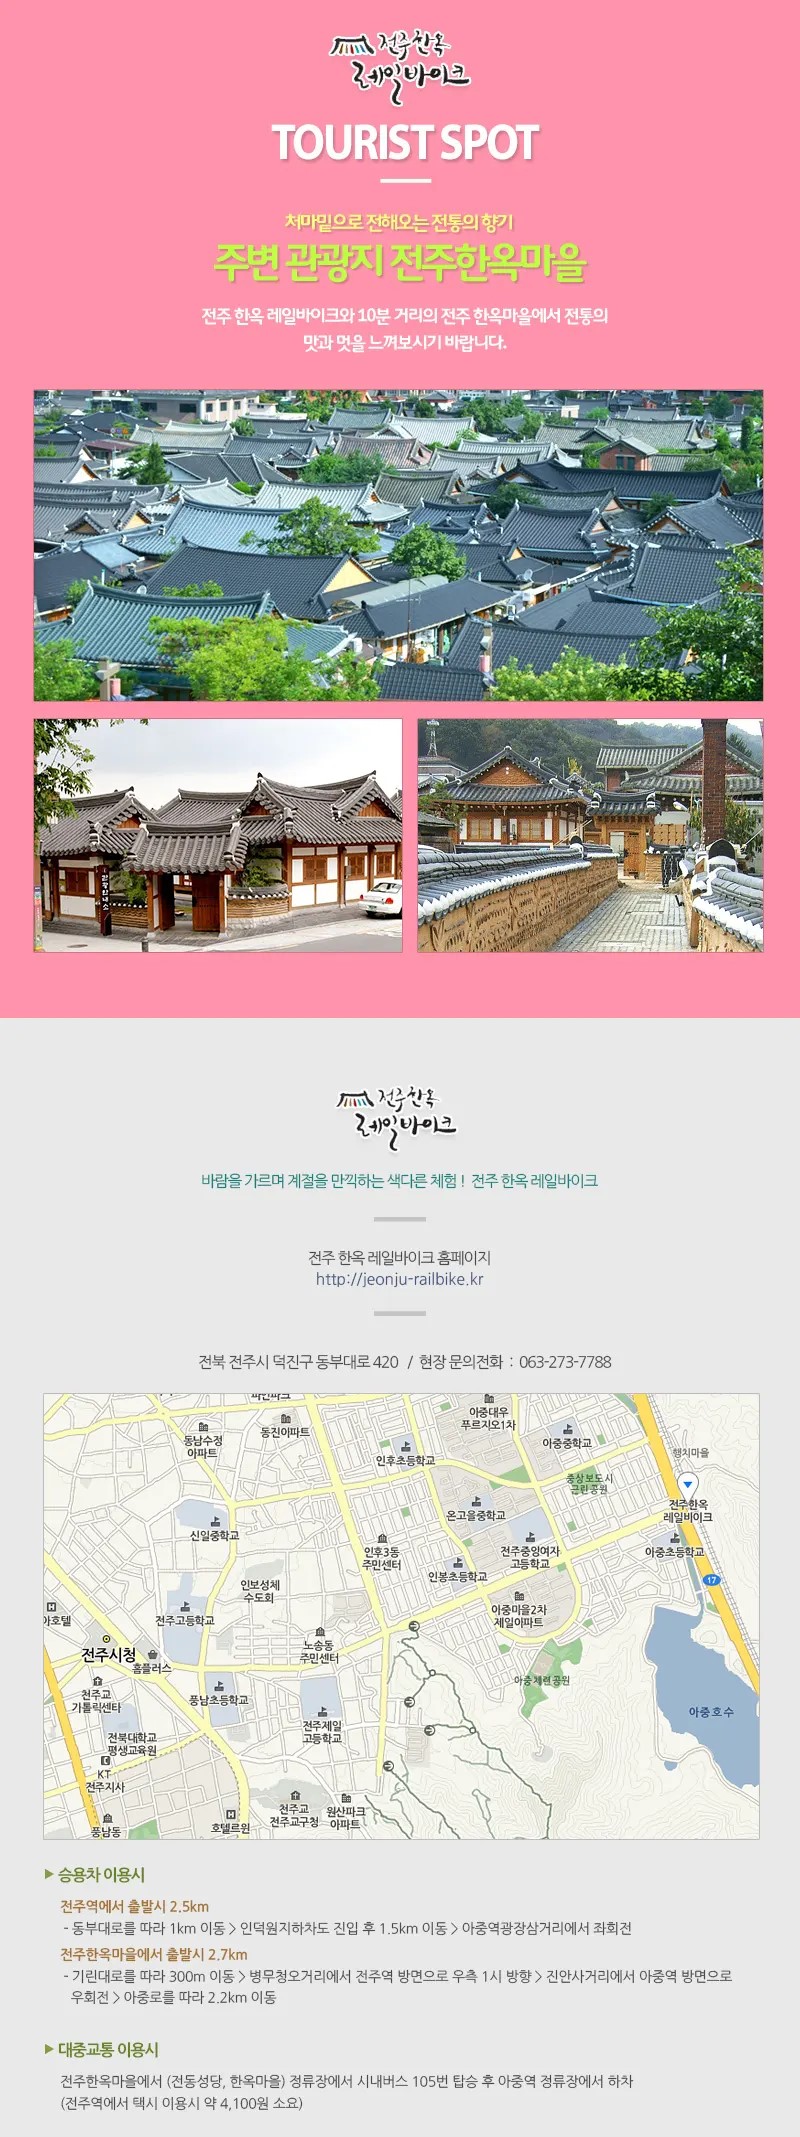 전주한옥
레일바이크
TOURIST SPOT
처마밑으로 전해오는 전통의 향기
주변 관광지 전주한옥마을
전주 한옥 레일바이크와 10분 거리의 전주 한옥마을에서 전통의
맛과 멋을 느껴보시기 바랍니다.
관광안내소
전주한옥
레일바이크
바람을 가르며 계절을 만끽하는 색다른 체험 ! 전주 한옥 레일바이크
전주 한옥 레일바이크 홈페이지
http://jeonju-railbike.kr
전북 전주시 덕진구 동부대로 420 / 현장 문의전화 : 063-273-7788
아중대우
푸르지오1차
동진아파트
동남수정
아파트
아중중학교
행치마을
인후초등학교
중상보도시
근린공원
전주한옥
레일바이크
온고을중학교
신일중학교
인후3동
주민센터
전주중앙여자
고등학교
아중초등학교
인봉초등학교
17
인보성체
수도회
아호텔
전주고등학교
아중마을2차
제일아파트
노송동
주민센터
전주시청
홈플러스
천주교
가톨릭센타
풍남초등학교
아중체련공원
아중호수
전주제일
고등학교
전북대학교
평생교육원
KT
전주지사
천주교
전주교구청
원산파크
아파트
호텔르윈
풍남동
▶ 승용차 이용시
전주역에서 출발시 2.5km
- 동부대로를 따라 1km 이동 > 인덕원지하차도 진입 후 1.5km 이동 > 아중역광장삼거리에서 좌회전
전주한옥마을에서 출발시 2.7km
- 기린대로를 따라 300m 이동 > 병무청오거리에서 전주역 방면으로 우측 1시 방향 > 진안사거리에서 아중역 방면으로
우회전 > 아중로를 따라 2.2km 이동
▶ 대중교통 이용시
전주한옥마을에서 (전동성당, 한옥마을) 정류장에서 시내버스 105번 탑승 후 아중역 정류장에서 하차
(전주역에서 택시 이용시 약 4,100원 소요)